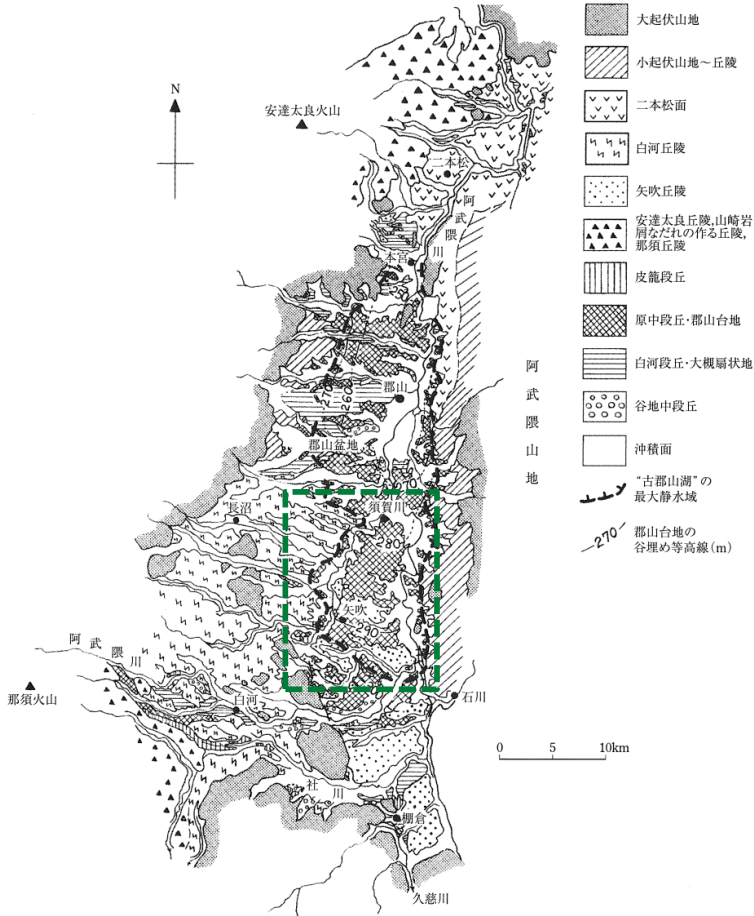 大起伏山地
小起伏山地～丘陵
二本松面
白河丘陵
矢吹丘陵
安達太良丘陵,山崎岩
屑なだれの作る丘陵,
那須丘陵
皮籠段丘
原中段丘・郡山台地
白河段丘・大槻扇状地
谷地中段丘
沖積面
“古郡山湖”の
最大静水域
-270-
郡山台地の
谷埋め等高線(m)
N
安達太良火山
二本松
阿武隈川
本宮
270
260
郡山
郡山盆地
阿武隈山地
長沼
須賀川
280
矢吹
290
阿武隈川
那須火山
白河
石川
0 5 10km
社川
棚倉
久慈川